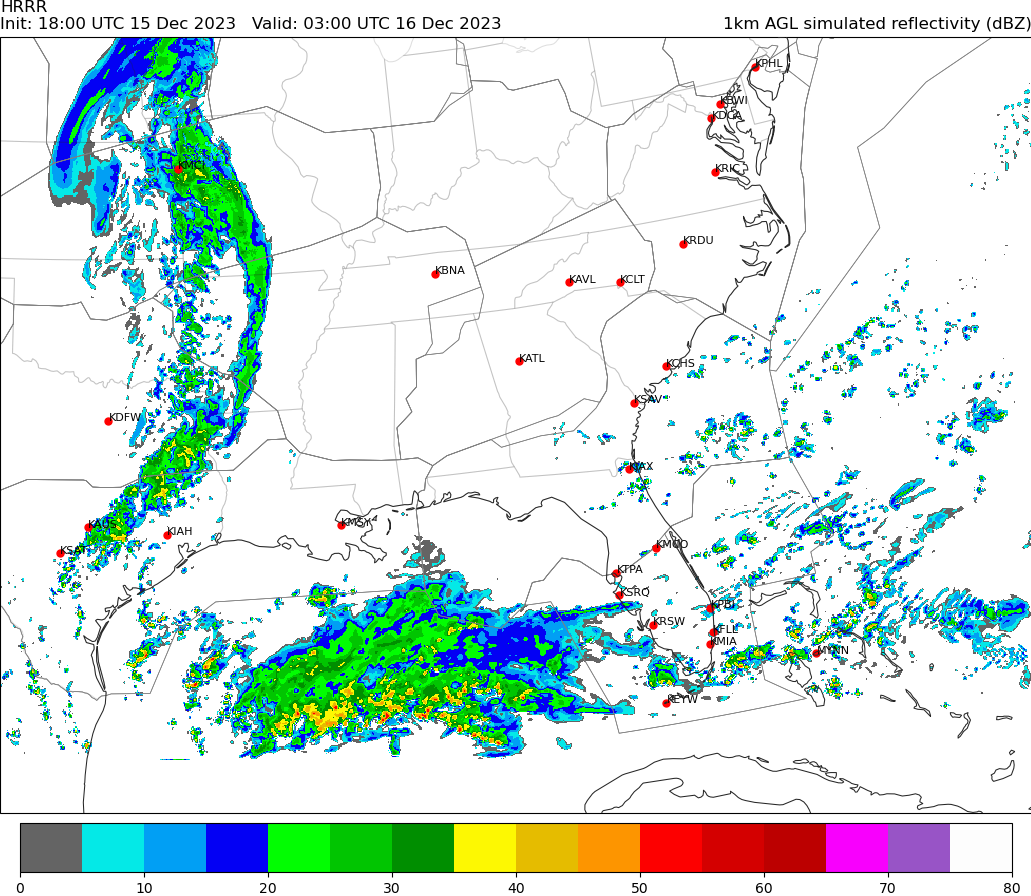 HRRR
Init: 18:00 UTC 15 Dec 2023 Valid: 03:00 UTC 16 Dec 2023 1km AGL simulated reflectivity (dBZ)
KPHL
KBWI
KDCA
KMCI
KRIC
KRDU
KBNA
KAVL KCLT
KATL
KCHS
KSAV
KDFW
KJAX
KMSY
KAUS
KIAH
KMCO
KSAT
KTPA
KSRQ
KPBI
KRSW
KFLL
KMIA
MYNN
KEYW
0 10 20 30 40 50 60 70 80